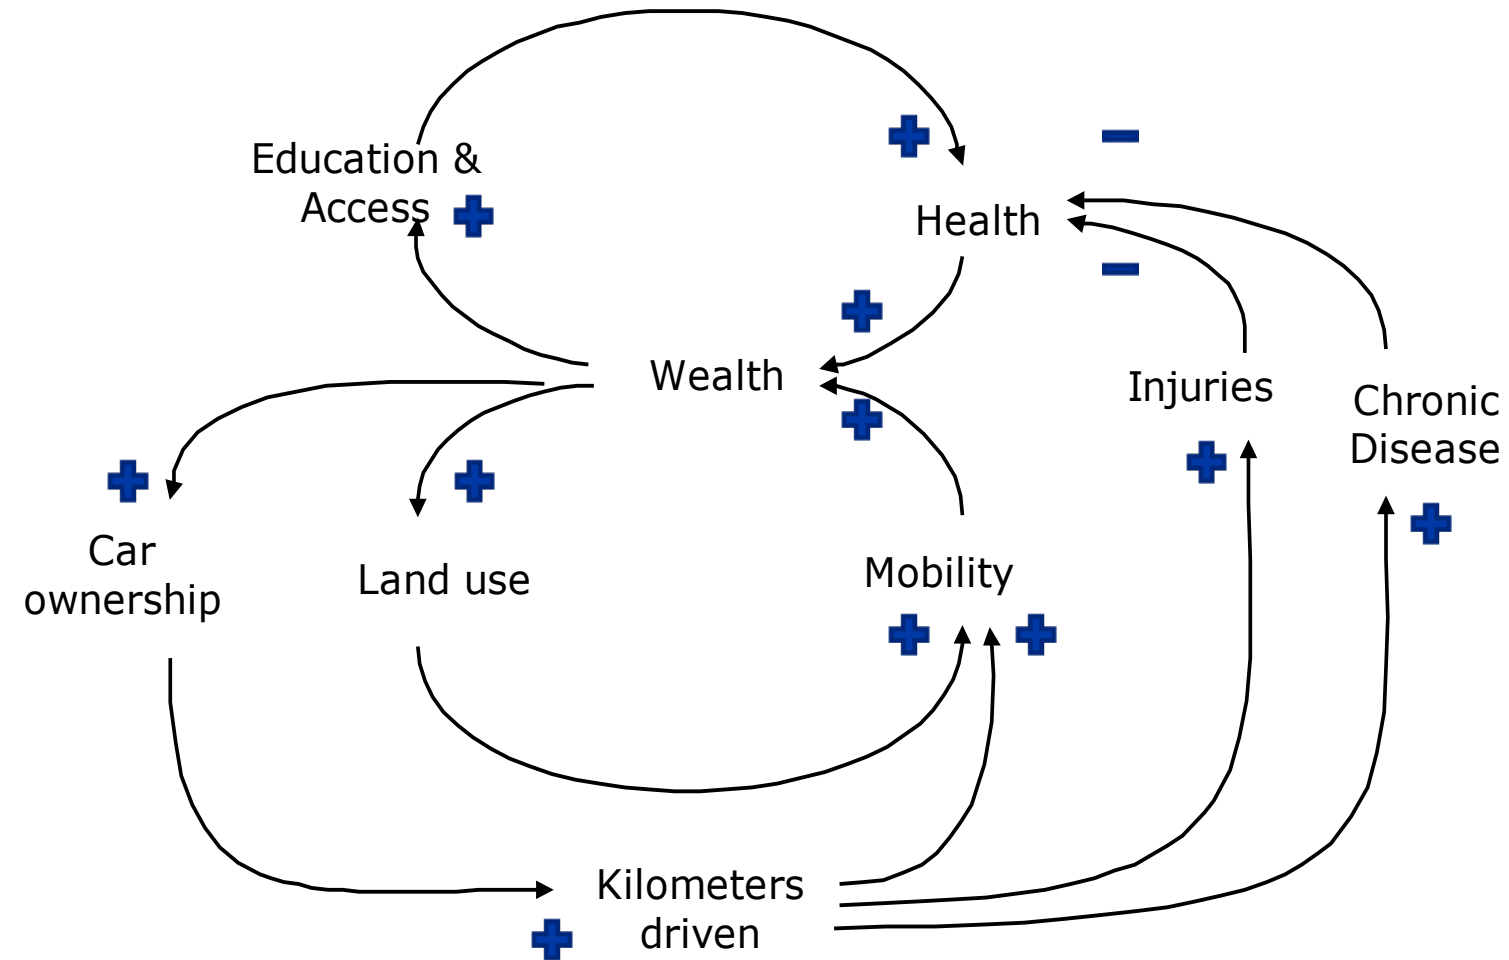 Education &
Access
Health
Wealth
Injuries
Chronic
Disease
Car
ownership
Land use
Mobility
Kilometers
driven